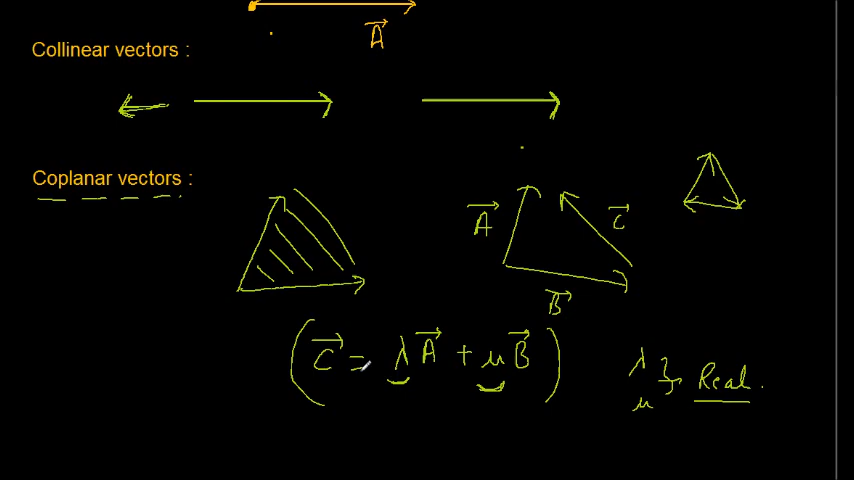 A⃗
Collinear vectors :
Coplanar vectors :
A⃗
C⃗
B⃗
(C⃗ = λA⃗ + μB⃗)
λ
μ } Real.